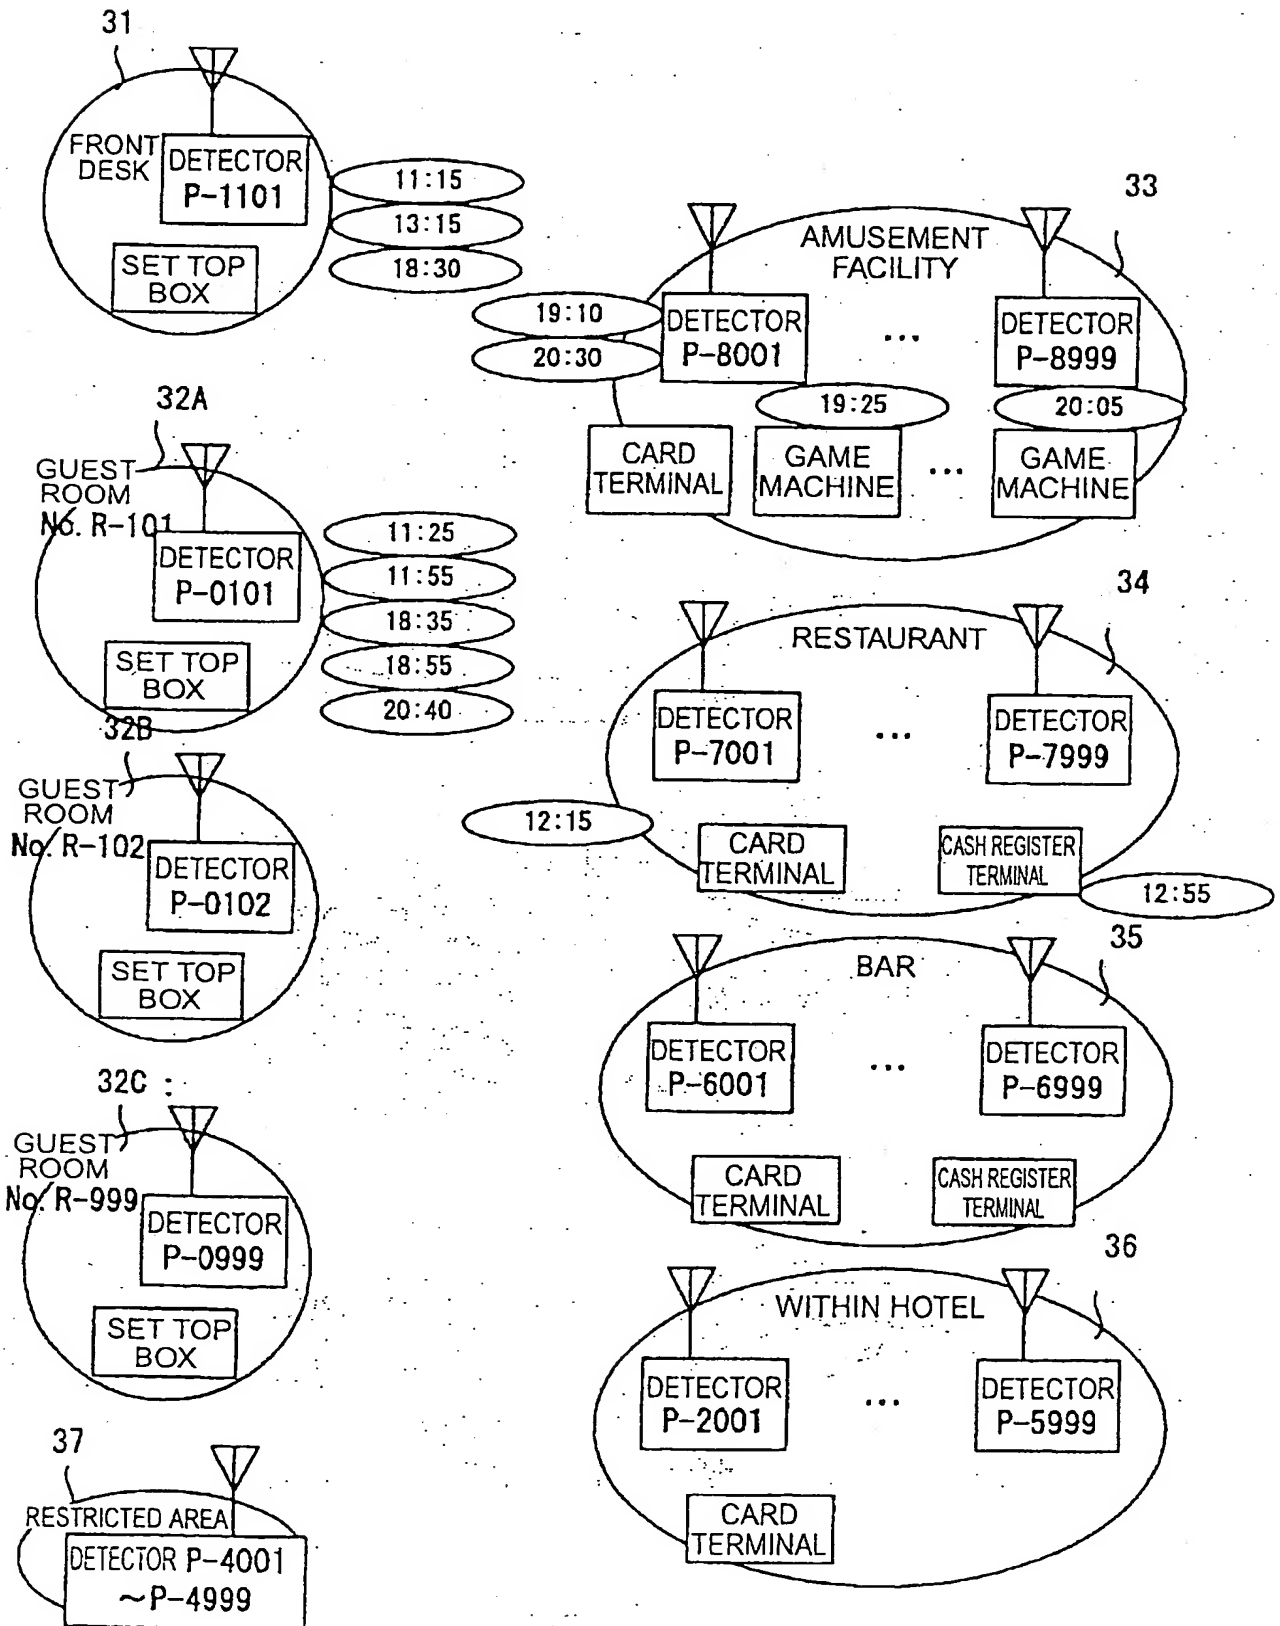 31
FRONT
DESK
DETECTOR
P-1101
SET TOP
BOX
11:15
13:15
18:30
32A
GUEST
ROOM
No. R-101
DETECTOR
P-0101
SET TOP
BOX
11:25
11:55
18:35
18:55
20:40
32B
GUEST
ROOM
No. R-102
DETECTOR
P-0102
SET TOP
BOX
32C :
GUEST
ROOM
No. R-999
DETECTOR
P-0999
SET TOP
BOX
37
RESTRICTED AREA
DETECTOR P-4001
~P-4999
33
AMUSEMENT
FACILITY
19:10
20:30
DETECTOR
P-8001
...
DETECTOR
P-8999
19:25
20:05
CARD
TERMINAL
GAME
MACHINE
...
GAME
MACHINE
34
RESTAURANT
DETECTOR
P-7001
...
DETECTOR
P-7999
12:15
CARD
TERMINAL
CASH REGISTER
TERMINAL
12:55
35
BAR
DETECTOR
P-6001
...
DETECTOR
P-6999
CARD
TERMINAL
CASH REGISTER
TERMINAL
36
WITHIN HOTEL
DETECTOR
P-2001
...
DETECTOR
P-5999
CARD
TERMINAL